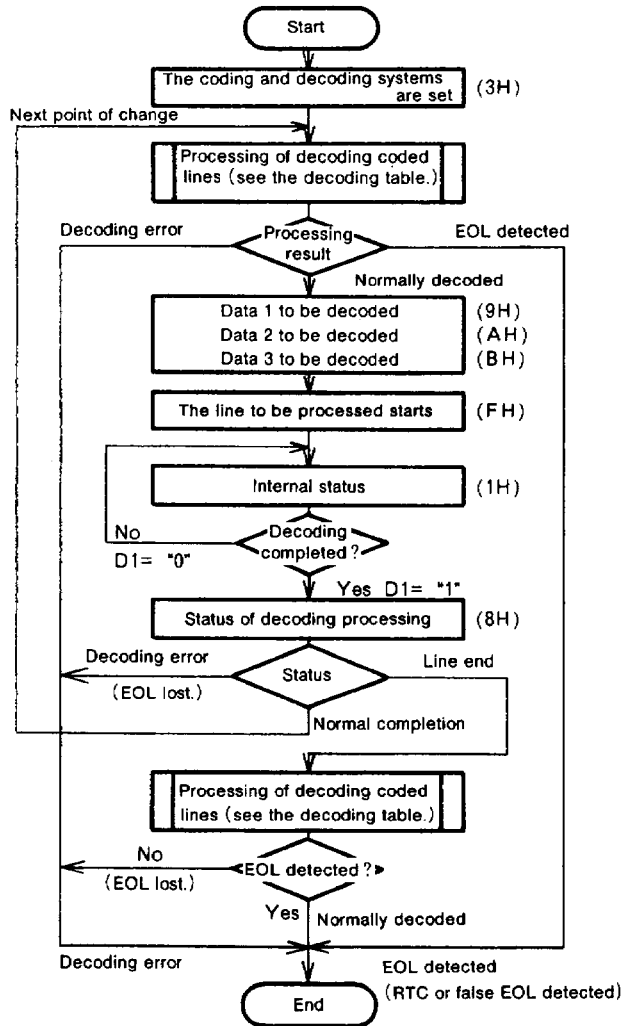 Start
The coding and decoding systems
are set
(3H)
Next point of change
Processing of decoding coded
lines (see the decoding table.)
Decoding error
Processing
result
EOL detected
Normally decoded
Data 1 to be decoded
(9H)
Data 2 to be decoded
(AH)
Data 3 to be decoded
(BH)
The line to be processed starts
(FH)
Internal status
(1H)
No
D1= "0"
Decoding
completed?
Yes D1= "1"
Status of decoding processing
(8H)
Decoding error
(EOL lost.)
Status
Line end
Normal completion
Processing of decoding coded
lines (see the decoding table.)
No
(EOL lost.)
EOL detected?
Yes
Normally decoded
Decoding error
EOL detected
(RTC or false EOL detected)
End